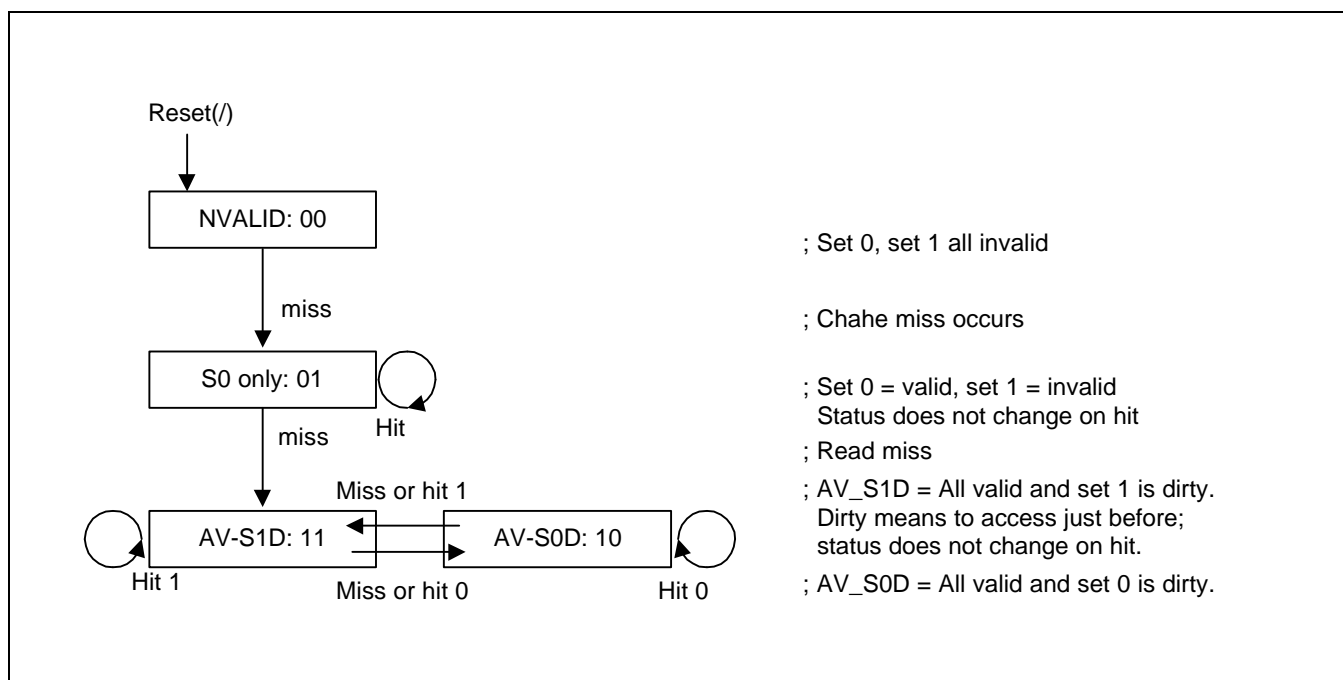 Reset(/)
NVALID: 00
; Set 0, set 1 all invalid
miss
; Chahe miss occurs
S0 only: 01
; Set 0 = valid, set 1 = invalid
Hit
Status does not change on hit
miss
; Read miss
Miss or hit 1
; AV_S1D = All valid and set 1 is dirty.
AV-S1D: 11
AV-S0D: 10
Dirty means to access just before;
status does not change on hit.
Hit 1
Miss or hit 0
Hit 0
; AV_S0D = All valid and set 0 is dirty.